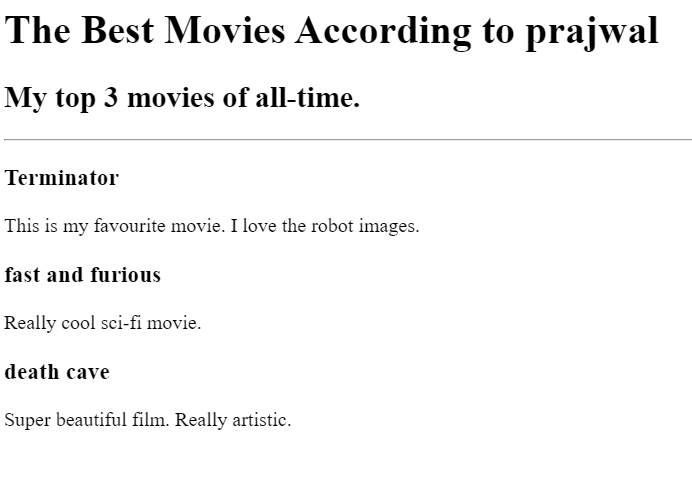 The Best Movies According to prajwal
My top 3 movies of all-time.
Terminator
This is my favourite movie. I love the robot images.
fast and furious
Really cool sci-fi movie.
death cave
Super beautiful film. Really artistic.